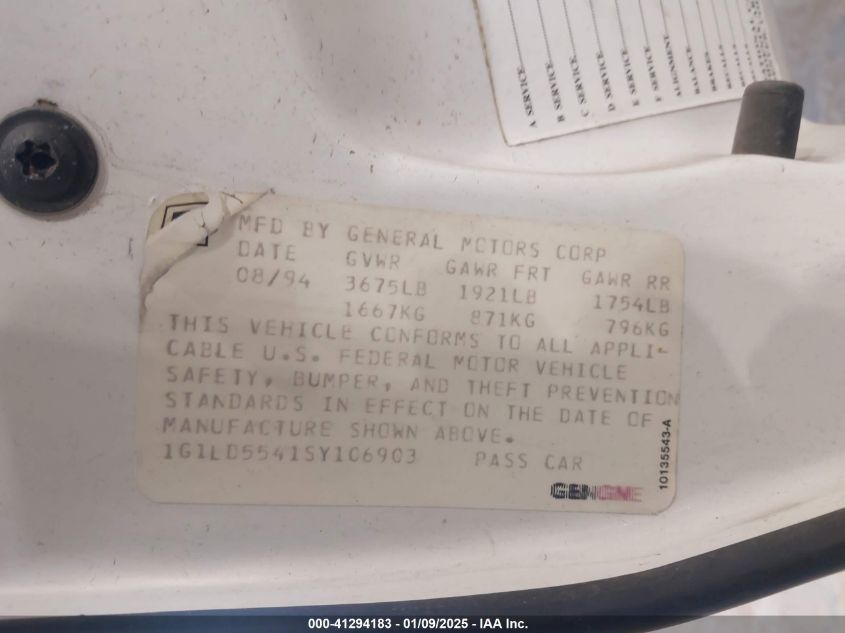 A SERVICE
B SERVICE
C SERVICE
D SERVICE
E SERVICE
F SERVICE
ALIGNMENT
BALANCE
BRAKES
MFD BY GENERAL MOTORS CORP
DATE GVWR GAWR FRT GAWR RR
08/94 3675LB 1921LB 1754LB
1667KG 871KG 796KG
THIS VEHICLE CONFORMS TO ALL APPLI-
CABLE U.S. FEDERAL MOTOR VEHICLE
SAFETY, BUMPER, AND THEFT PREVENTION
STANDARDS IN EFFECT ON THE DATE OF
MANUFACTURE SHOWN ABOVE.
1G1LD5541SY106903 PASS CAR
10135543-A
000-41294183 - 01/09/2025 - IAA Inc.